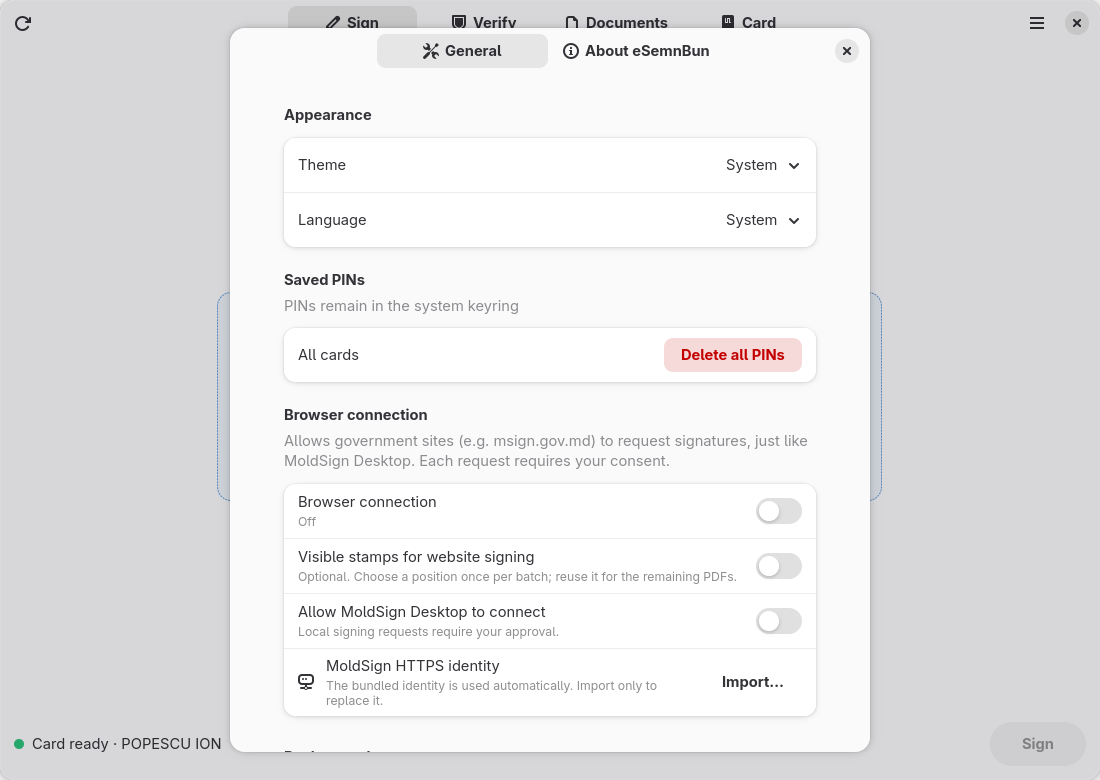 Sign
Verify
Documents
Card
General
About eSemnBun
Appearance
Theme
System
Language
System
Saved PINs
PINs remain in the system keyring
All cards
Delete all PINs
Browser connection
Allows government sites (e.g. msign.gov.md) to request signatures, just like
MoldSign Desktop. Each request requires your consent.
Browser connection
Off
Visible stamps for website signing
Optional. Choose a position once per batch; reuse it for the remaining PDFs.
Allow MoldSign Desktop to connect
Local signing requests require your approval.
MoldSign HTTPS identity
The bundled identity is used automatically. Import only to
replace it.
Import...
Card ready · POPESCU ION
Sign